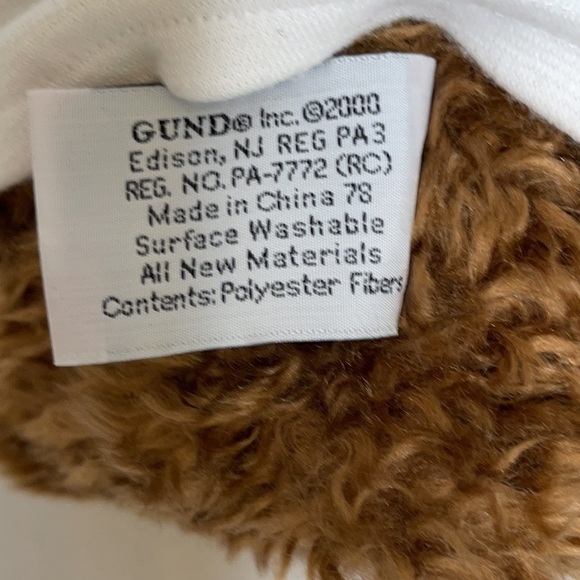 GUND® Inc. ©2000
Edison, NJ REG PA3
REG. NO. PA-7772 (RC)
Made in China 78
Surface Washable
All New Materials
Contents: Polyester Fibers